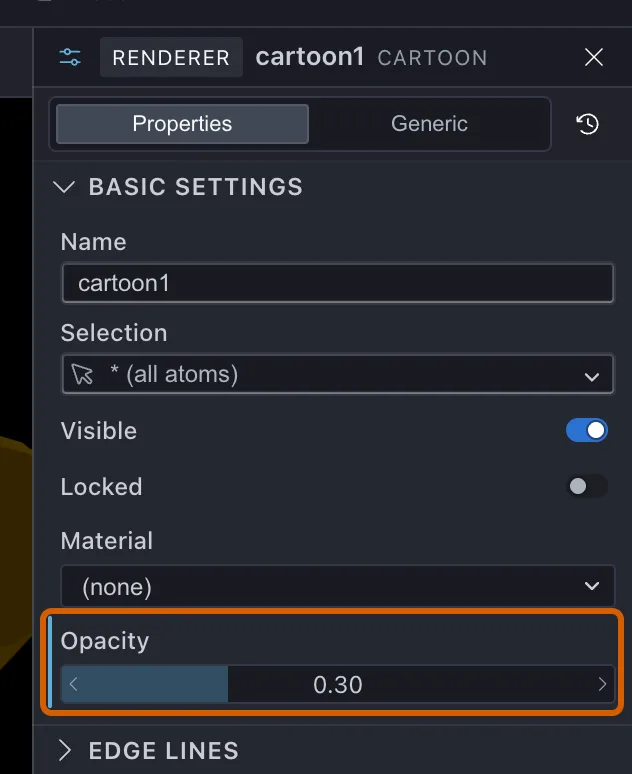 RENDERER cartoon1 CARTOON
Properties Generic
BASIC SETTINGS
Name
cartoon1
Selection
* (all atoms)
Visible
Locked
Material
(none)
Opacity
0.30
EDGE LINES